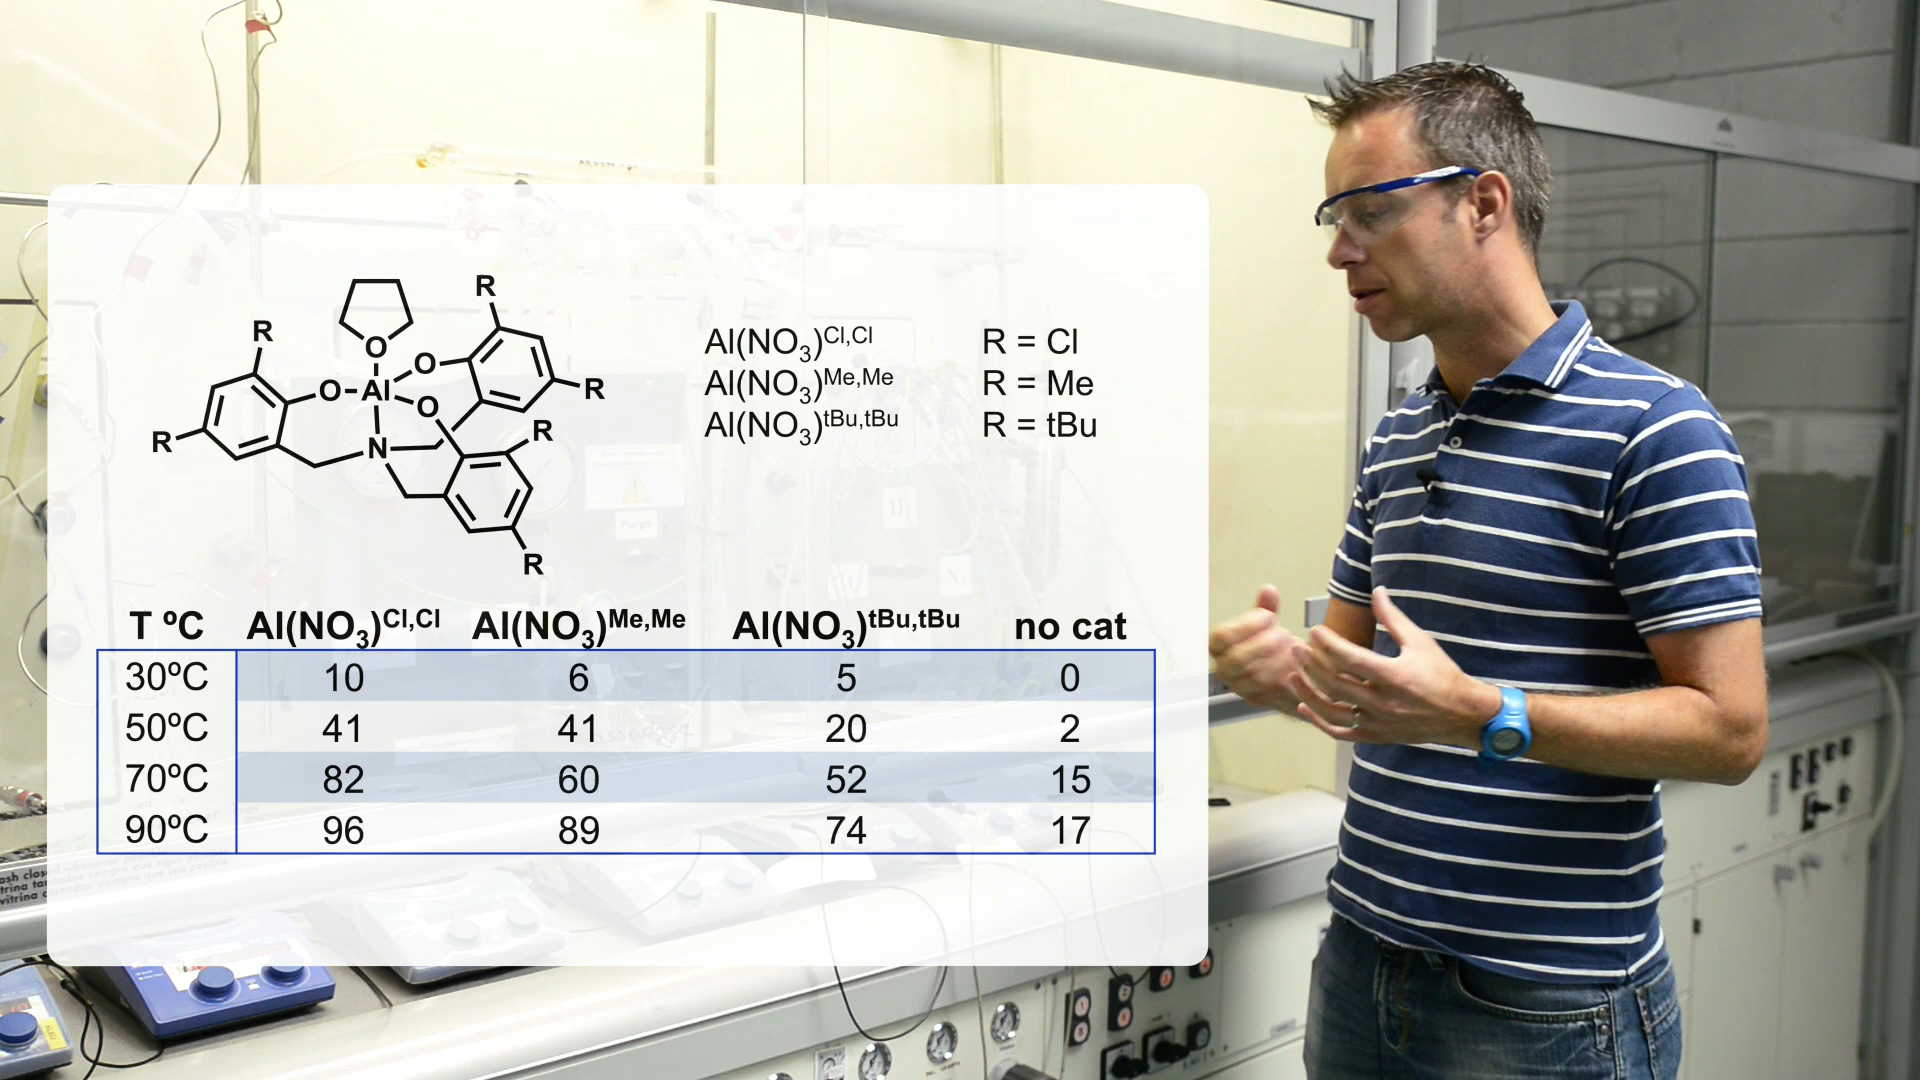 R
R
O
O
R
O
Al
R
O
R
N
R
R
Al(NO₃)^Cl,Cl R = Cl
Al(NO₃)^Me,Me R = Me
Al(NO₃)^tBu,tBu R = tBu
T ºC Al(NO₃)^Cl,Cl Al(NO₃)^Me,Me Al(NO₃)^tBu,tBu no cat
30ºC 10 6 5 0
50ºC 41 41 20 2
70ºC 82 60 52 15
90ºC 96 89 74 17
Purge